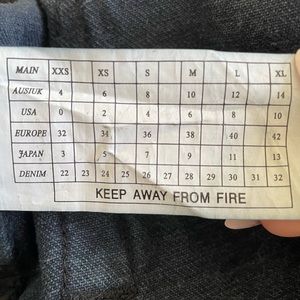 MAIN XXS XS S M L XL
AUS/UK 4 6 8 10 12 14
USA 0 2 4 6 8 10
EUROPE 32 34 36 38 40 42
JAPAN 3 5 7 9 11 13
DENIM 22 23 24 25 26 27 28 29 30 31 32
KEEP AWAY FROM FIRE